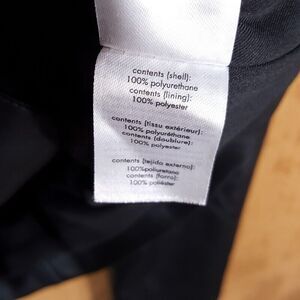 contents (shell):
100% polyurethane
contents (lining):
100% polyester
contents (tissu extérieur):
100% polyuréthane
contents (doublure):
100% polyester
contents (tejido externo):
100%poliuretano
contents (forro):
100% poliéster